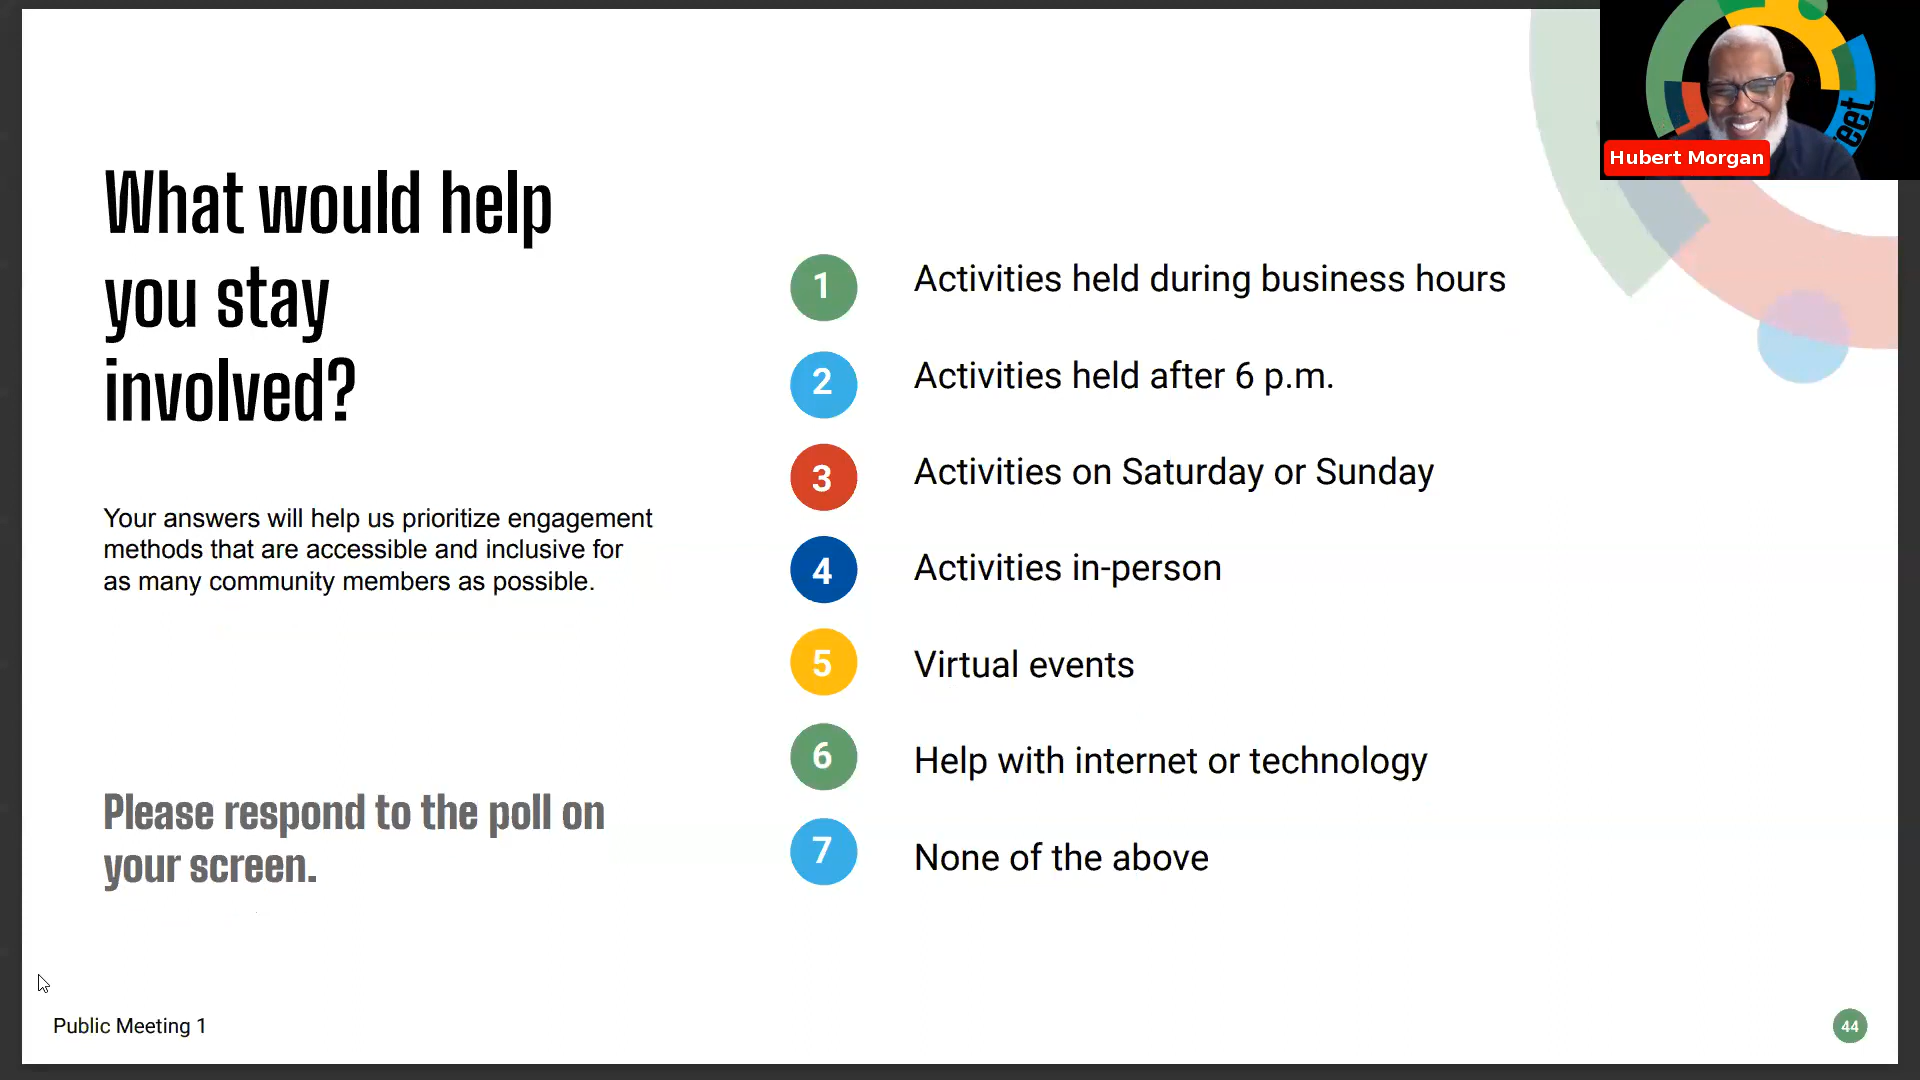 What would help
you stay
involved?
Your answers will help us prioritize engagement
methods that are accessible and inclusive for
as many community members as possible.
Please respond to the poll on
your screen.
1 Activities held during business hours
2 Activities held after 6 p.m.
3 Activities on Saturday or Sunday
4 Activities in-person
5 Virtual events
6 Help with internet or technology
7 None of the above
Hubert Morgan
Public Meeting 1
44